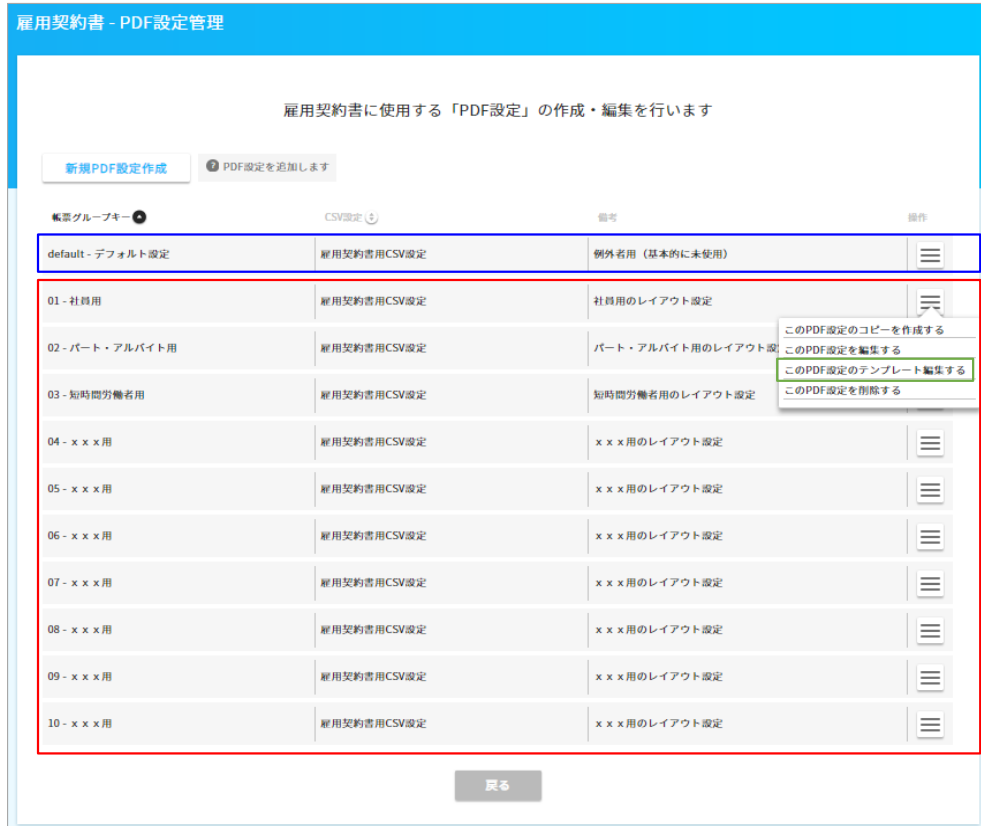 雇用契約書 - PDF設定管理
雇用契約書に使用する「PDF設定」の作成・編集を行います
新規PDF設定作成 ? PDF設定を追加します
帳票グループキー CSV設定 備考 操作
default - デフォルト設定 雇用契約書用CSV設定 例外者用（基本的に未使用）
01 - 社員用 雇用契約書用CSV設定 社員用のレイアウト設定
このPDF設定のコピーを作成する
02 - パート・アルバイト用 雇用契約書用CSV設定 パート・アルバイト用のレイアウト設
このPDF設定を編集する
このPDF設定のテンプレート編集する
このPDF設定を削除する
03 - 短時間労働者用 雇用契約書用CSV設定 短時間労働者用のレイアウト設定
04 - ｘｘｘ用 雇用契約書用CSV設定 ｘｘｘ用のレイアウト設定
05 - ｘｘｘ用 雇用契約書用CSV設定 ｘｘｘ用のレイアウト設定
06 - ｘｘｘ用 雇用契約書用CSV設定 ｘｘｘ用のレイアウト設定
07 - ｘｘｘ用 雇用契約書用CSV設定 ｘｘｘ用のレイアウト設定
08 - ｘｘｘ用 雇用契約書用CSV設定 ｘｘｘ用のレイアウト設定
09 - ｘｘｘ用 雇用契約書用CSV設定 ｘｘｘ用のレイアウト設定
10 - ｘｘｘ用 雇用契約書用CSV設定 ｘｘｘ用のレイアウト設定
戻る